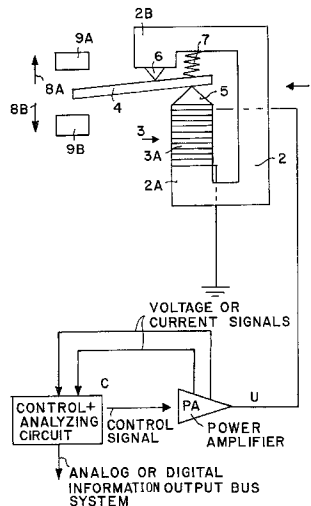 2B
9A
6
7
8A
8B
4
5
9B
3
3A
2
2A
VOLTAGE OR
CURRENT SIGNALS
C
U
CONTROL+
ANALYZING
CIRCUIT
CONTROL
SIGNAL
PA
POWER
AMPLIFIER
ANALOG OR DIGITAL
INFORMATION OUTPUT BUS
SYSTEM